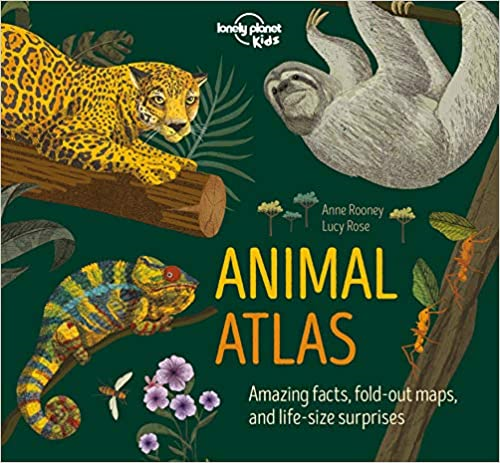 lonely planet
Kids
Anne Rooney
Lucy Rose
ANIMAL
ATLAS
Amazing facts, fold-out maps,
and life-size surprises